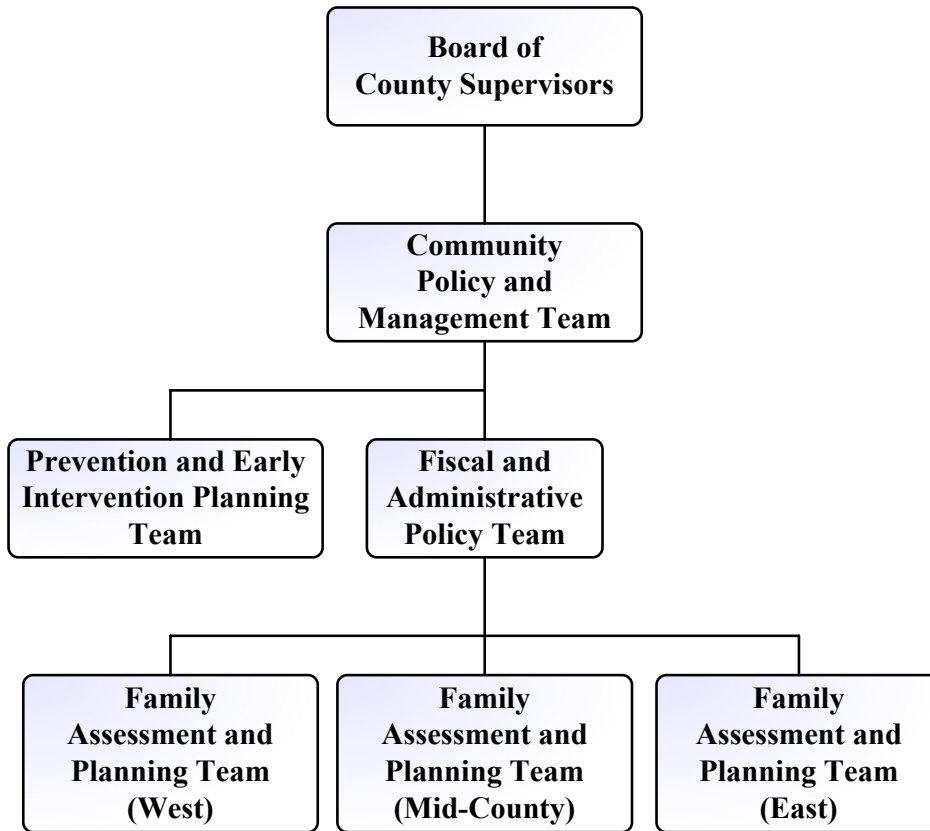 Board of
County Supervisors
Community
Policy and
Management Team
Prevention and Early
Intervention Planning
Team
Fiscal and
Administrative
Policy Team
Family
Assessment and
Planning Team
(West)
Family
Assessment and
Planning Team
(Mid-County)
Family
Assessment and
Planning Team
(East)